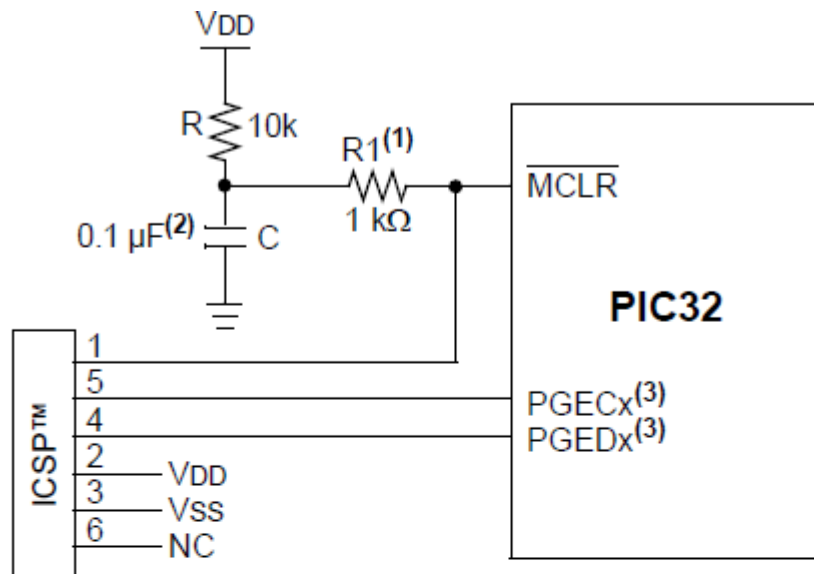 VDD
R 10k
R1(1)
1 kΩ
MCLR
0.1 µF(2) C
PIC32
ICSP™
1
5 PGECx(3)
4 PGEDx(3)
2 VDD
3 VSS
6 NC